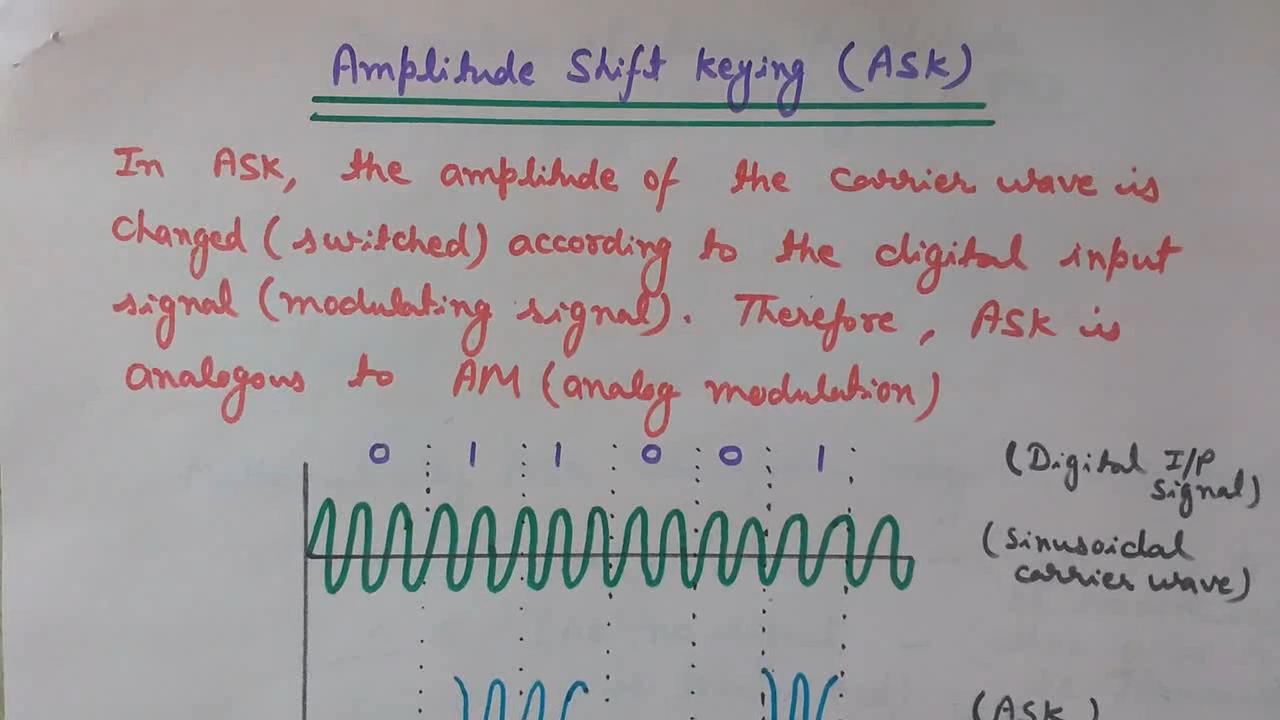 Amplitude Shift Keying (ASK)
In ASK, the amplitude of the carrier wave is
changed (switched) according to the digital input
signal (modulating signal). Therefore, ASK is
analogous to AM (analog modulation)
0 1 1 0 0 1
(Digital I/P
signal)
(sinusoidal
carrier wave)
(ASK )